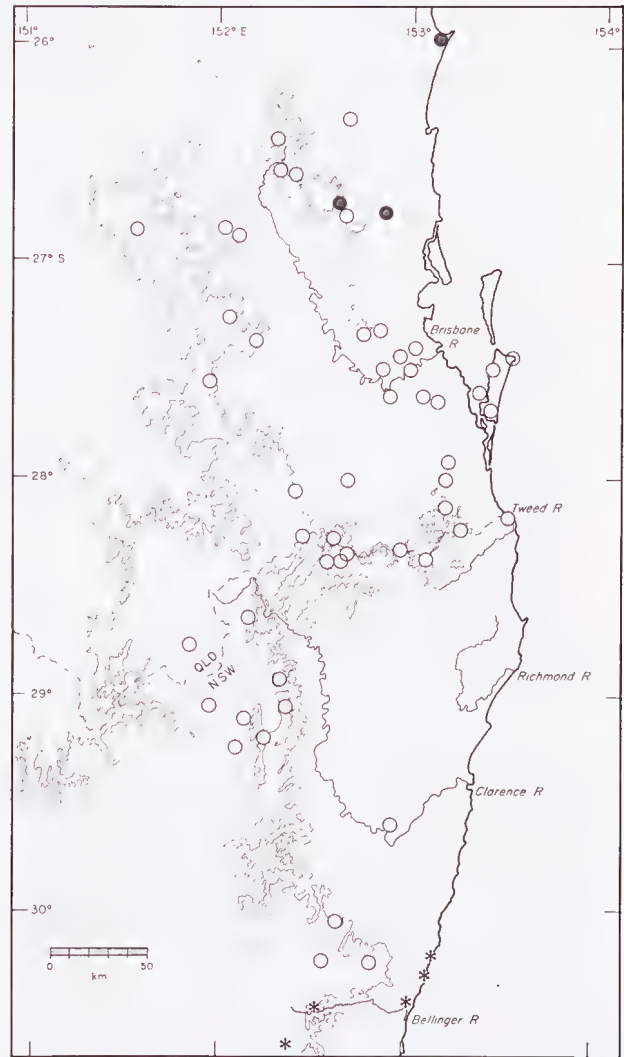 151°
152°E
153°
154°
26°
27°S
Brisbane
R
28°
Tweed R
QLD
NSW
29°
Richmond R
Clarence R
30°
0 50
km
Bellinger R